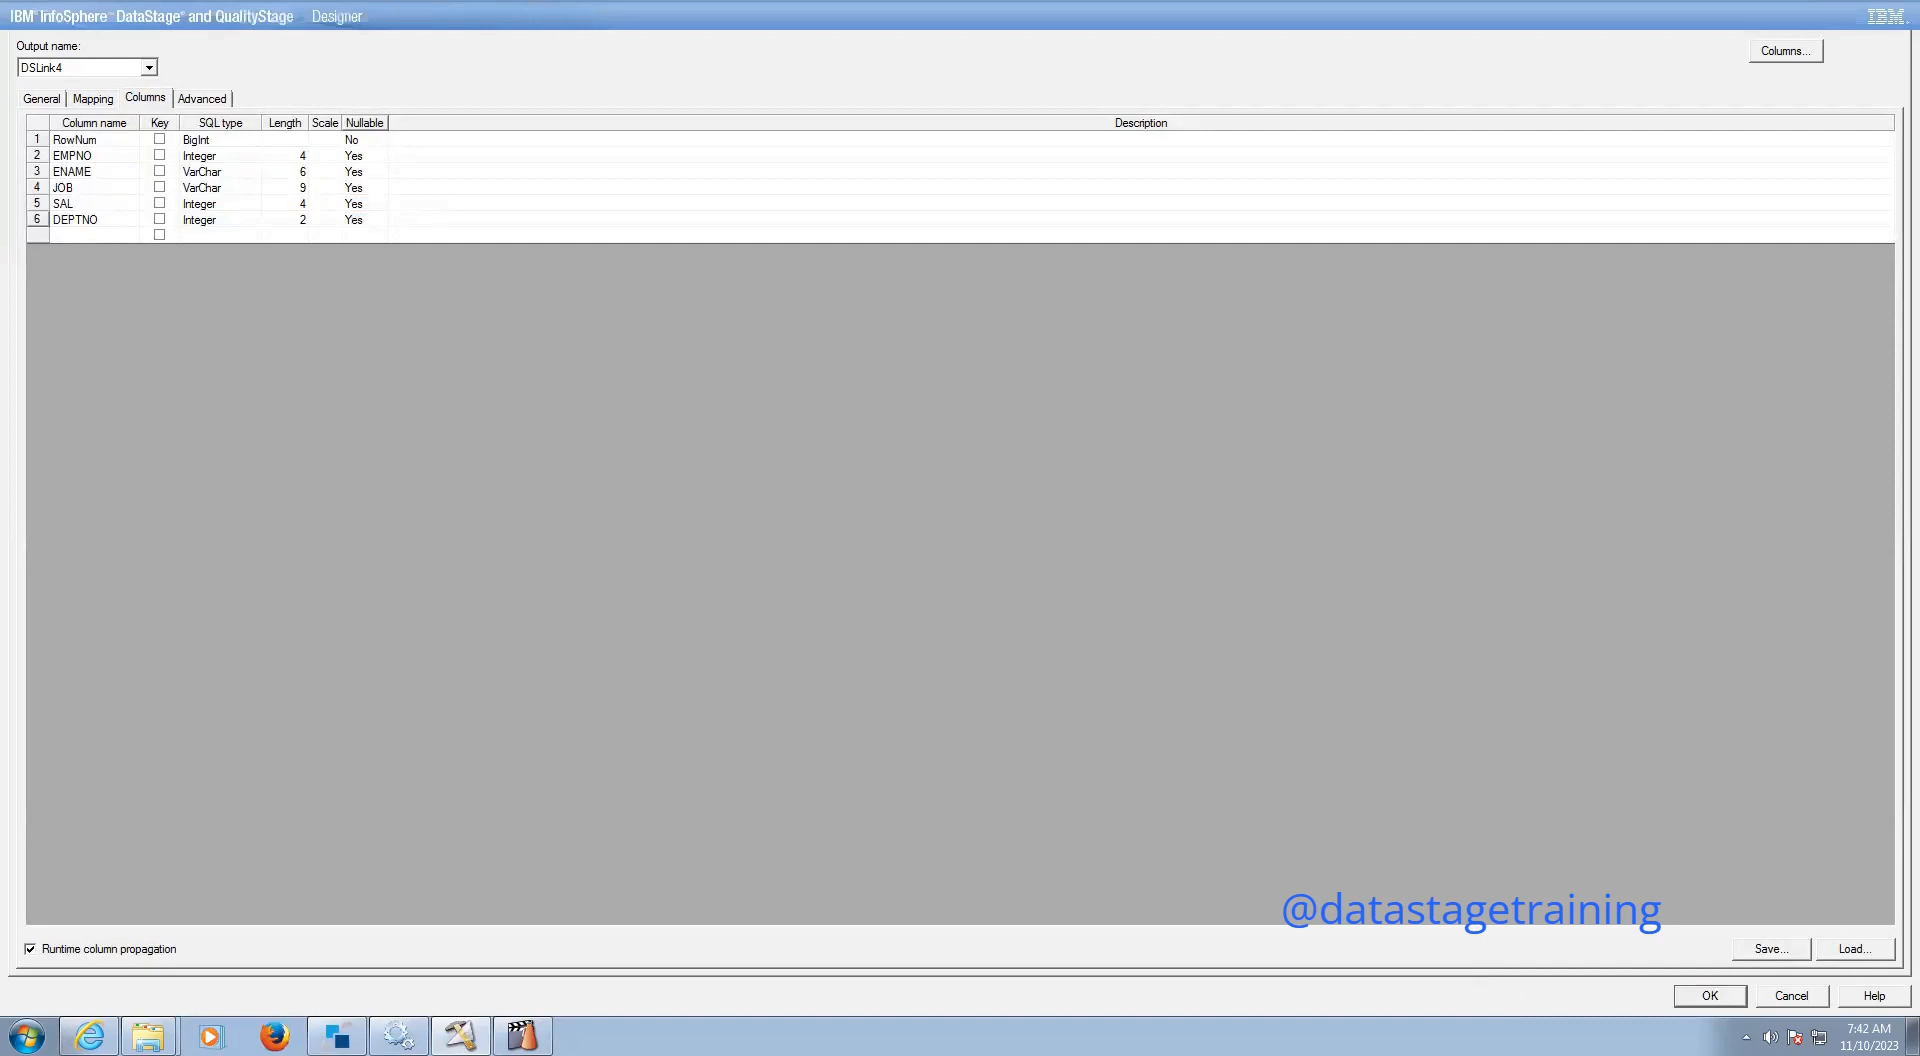 IBM® InfoSphere™ DataStage® and QualityStage Designer
IBM.
Output name:
Columns...
DSLink4
General Mapping Columns Advanced
Column name Key SQL type Length Scale Nullable Description
1 RowNum BigInt No
2 EMPNO Integer 4 Yes
3 ENAME VarChar 6 Yes
4 JOB VarChar 9 Yes
5 SAL Integer 4 Yes
6 DEPTNO Integer 2 Yes
@datastagetraining
Runtime column propagation Save... Load...
OK Cancel Help
7:42 AM
11/10/2023